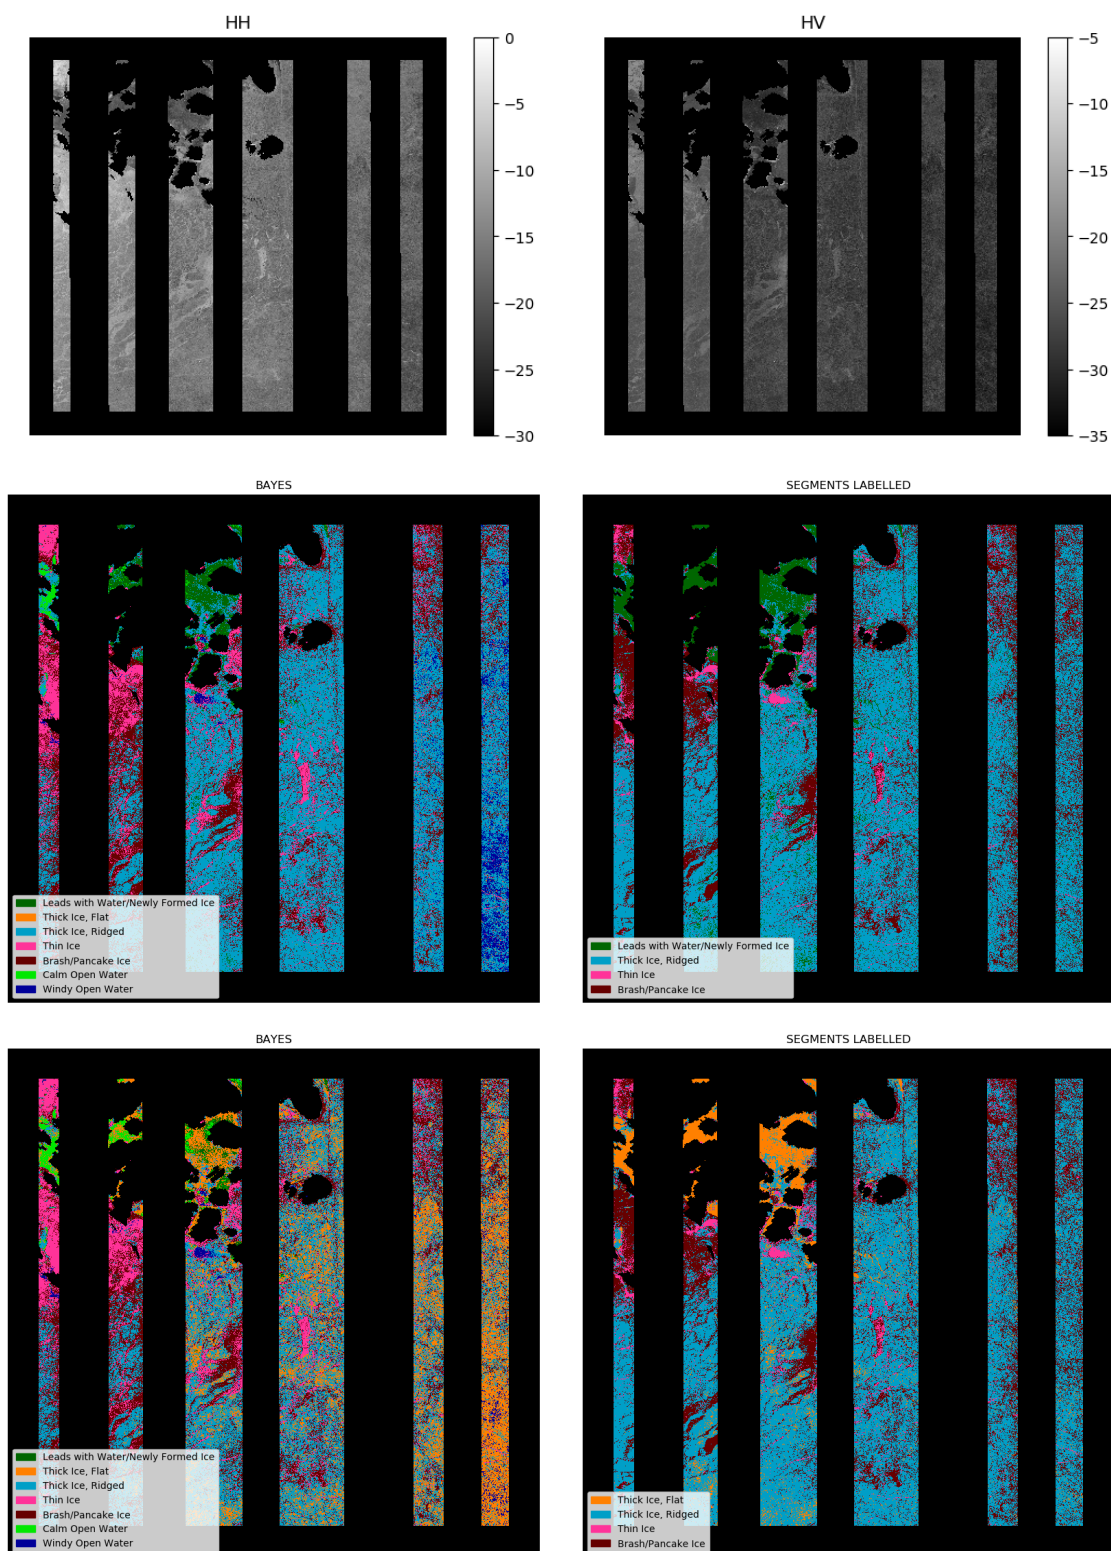 HH
HV
0
−5
−10
−15
−20
−25
−30
−5
−10
−15
−20
−25
−30
−35
BAYES
SEGMENTS LABELLED
Leads with Water/Newly Formed Ice
Thick Ice, Flat
Thick Ice, Ridged
Thin Ice
Brash/Pancake Ice
Calm Open Water
Windy Open Water
Leads with Water/Newly Formed Ice
Thick Ice, Ridged
Thin Ice
Brash/Pancake Ice
BAYES
SEGMENTS LABELLED
Leads with Water/Newly Formed Ice
Thick Ice, Flat
Thick Ice, Ridged
Thin Ice
Brash/Pancake Ice
Calm Open Water
Windy Open Water
Thick Ice, Flat
Thick Ice, Ridged
Thin Ice
Brash/Pancake Ice